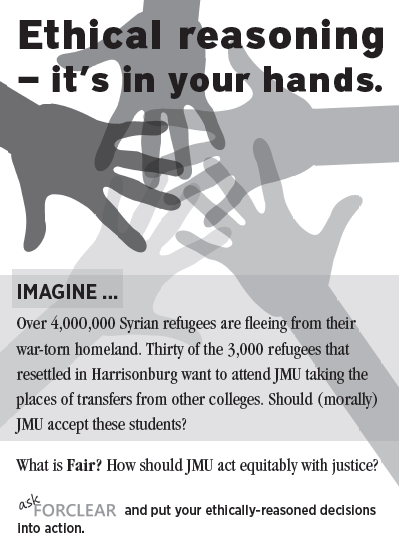 Ethical reasoning
– it's in your hands.
IMAGINE ...
Over 4,000,000 Syrian refugees are fleeing from their
war-torn homeland. Thirty of the 3,000 refugees that
resettled in Harrisonburg want to attend JMU taking the
places of transfers from other colleges. Should (morally)
JMU accept these students?
What is Fair? How should JMU act equitably with justice?
ask FORCLEAR and put your ethically-reasoned decisions
into action.